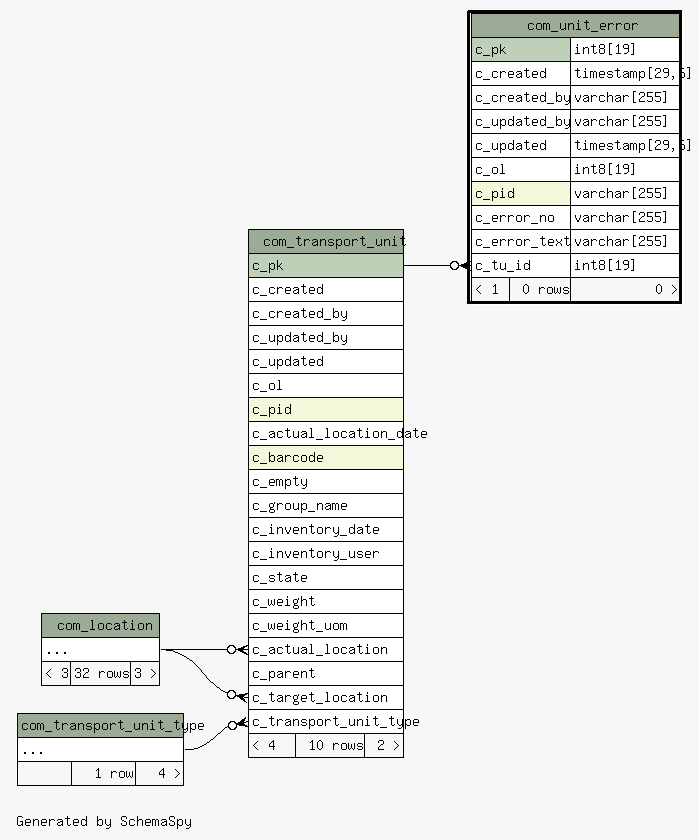 com_unit_error
c_pk int8[19]
c_created timestamp[29,6]
c_created_by varchar[255]
c_updated_by varchar[255]
c_updated timestamp[29,6]
c_ol int8[19]
c_pid varchar[255]
c_error_no varchar[255]
c_error_text varchar[255]
c_tu_id int8[19]
< 1 0 rows 0 >
com_transport_unit
c_pk
c_created
c_created_by
c_updated_by
c_updated
c_ol
c_pid
c_actual_location_date
c_barcode
c_empty
c_group_name
c_inventory_date
c_inventory_user
c_state
c_weight
c_weight_uom
c_actual_location
c_parent
c_target_location
c_transport_unit_type
< 4 10 rows 2 >
com_location
...
< 3 32 rows 3 >
com_transport_unit_type
...
1 row 4 >
Generated by SchemaSpy